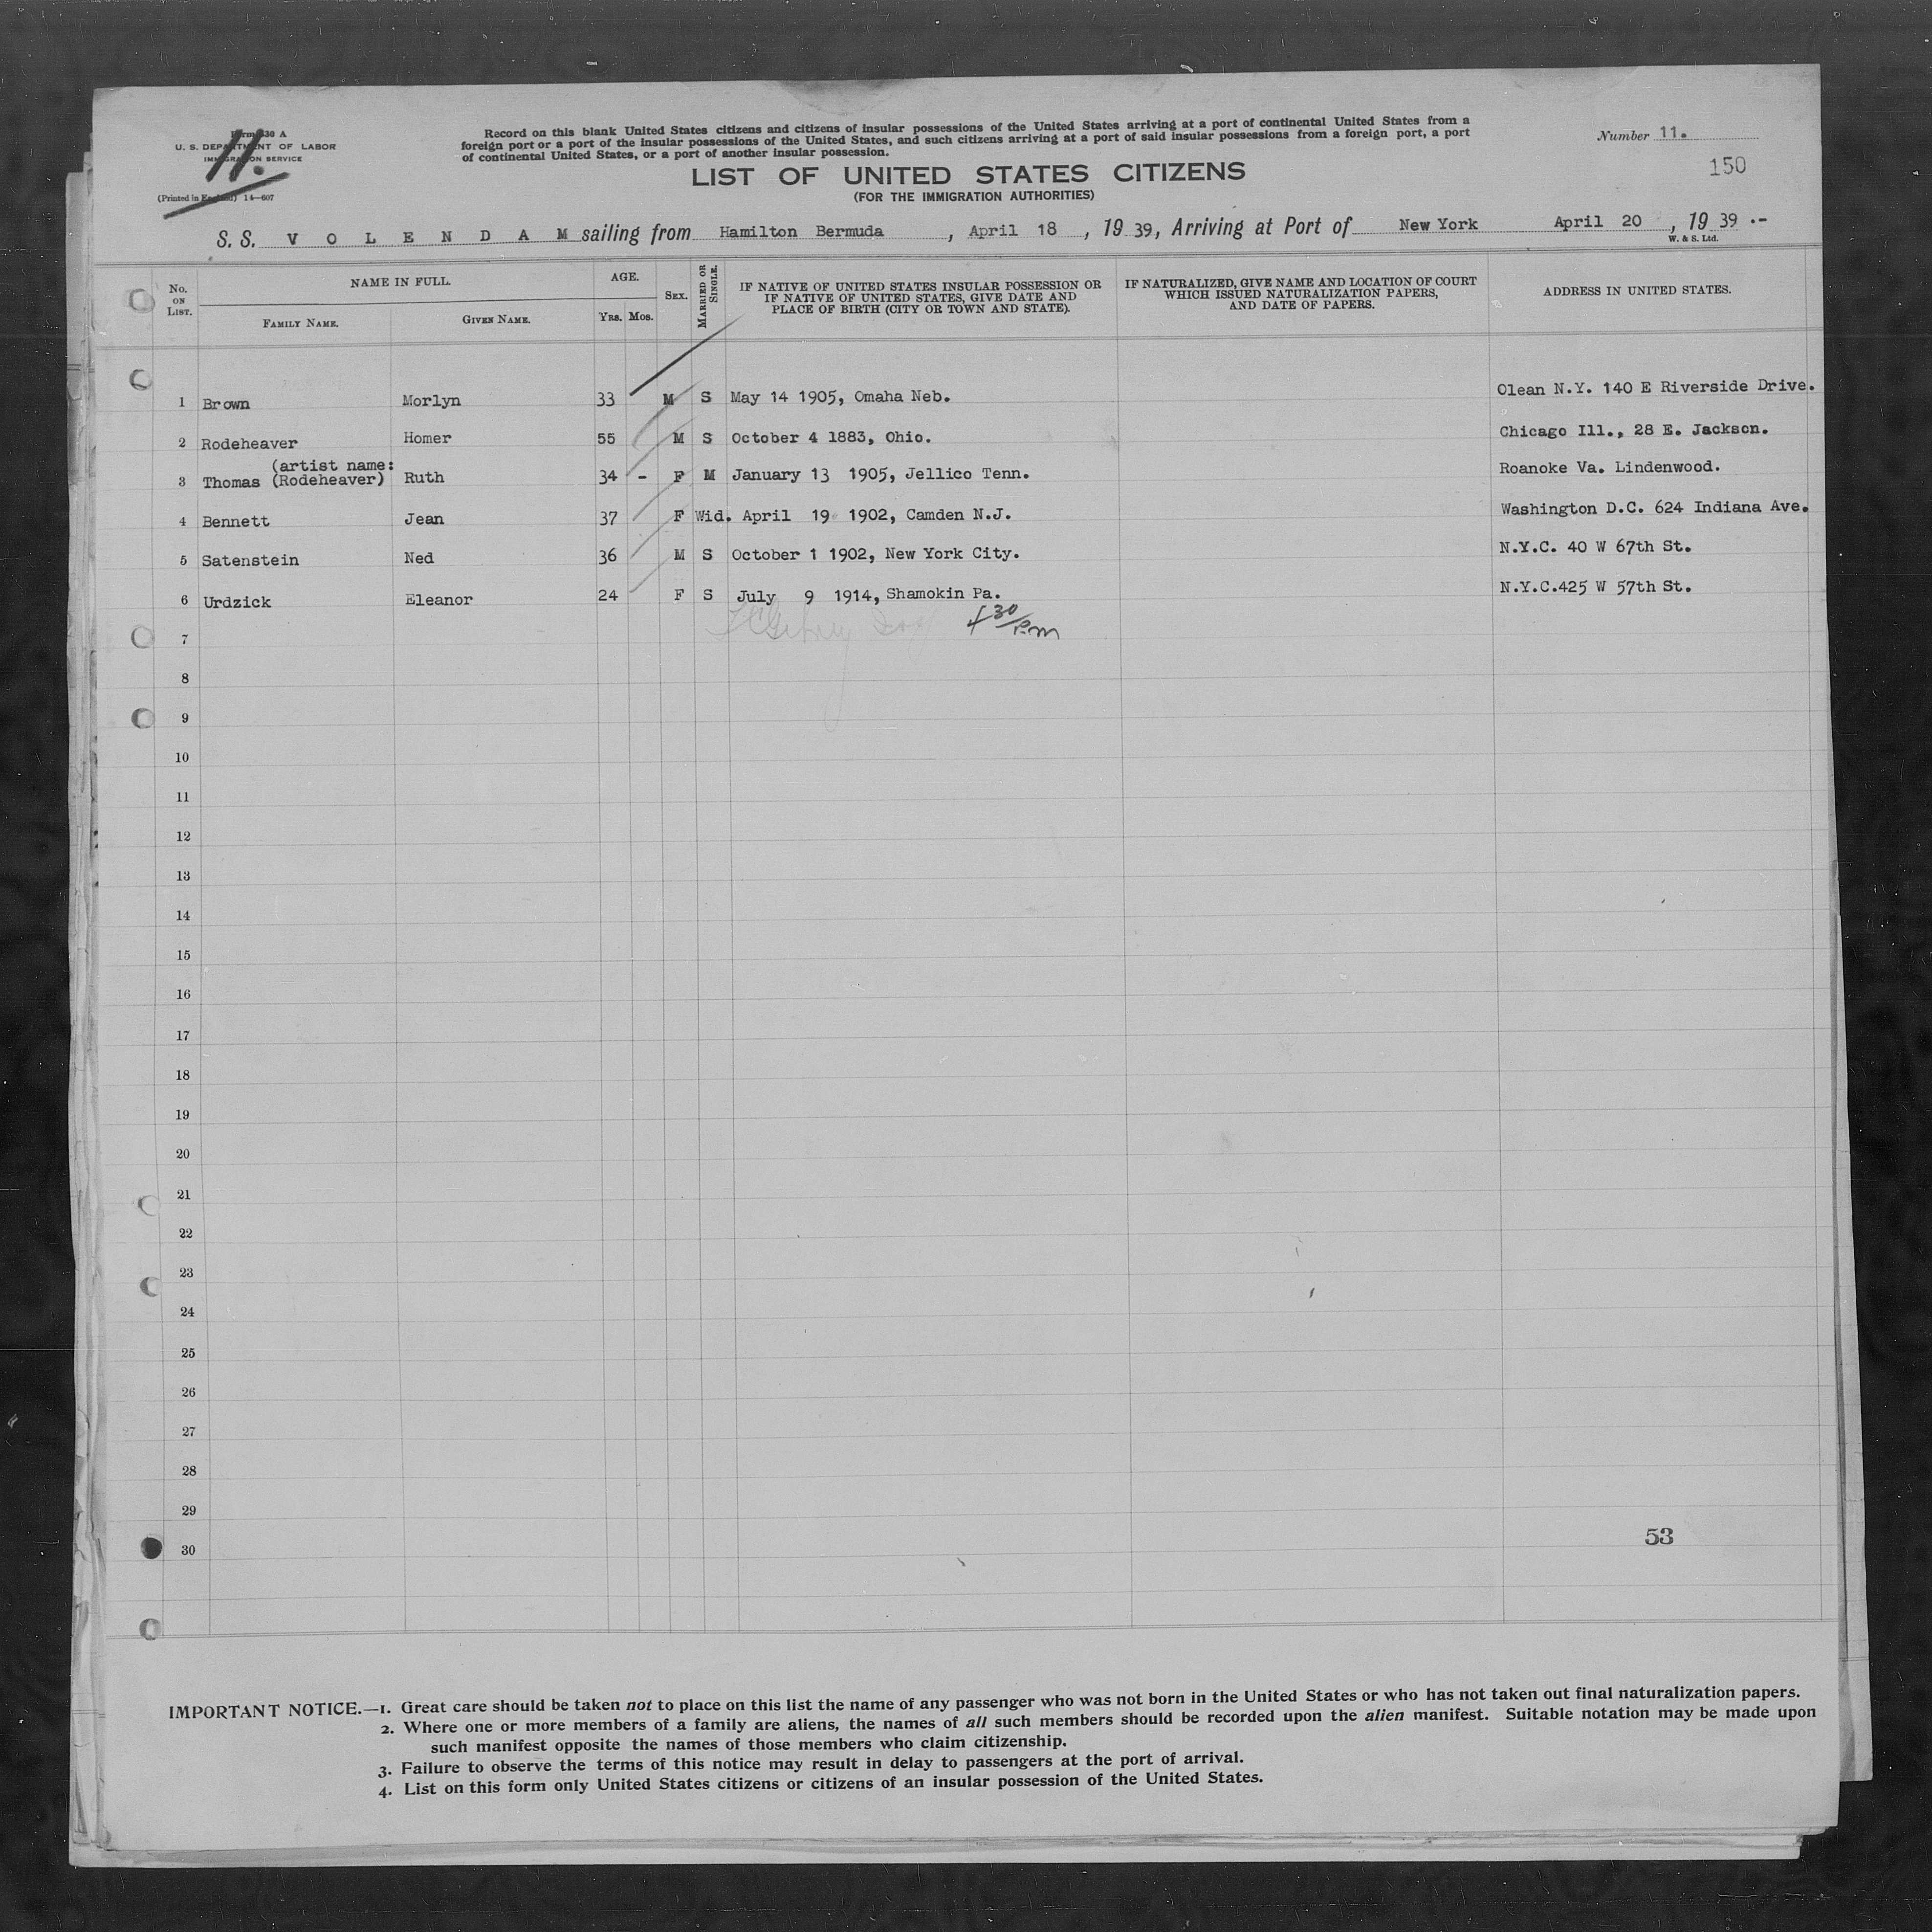 Form 630 A
U. S. DEPARTMENT OF LABOR
IMMIGRATION SERVICE
(Printed in England) 14—607
11.
Record on this blank United States citizens and citizens of insular possessions of the United States arriving at a port of continental United States from a
foreign port or a port of the insular possessions of the United States, and such citizens arriving at a port of said insular possessions from a foreign port, a port
of continental United States, or a port of another insular possession.
Number 11.
150
LIST OF UNITED STATES CITIZENS
(FOR THE IMMIGRATION AUTHORITIES)
S. S. V O L E N D A M sailing from Hamilton Bermuda, April 18, 19 39, Arriving at Port of New York April 20, 19 39 .-
W. & S. Ltd.
No. ON LIST. NAME IN FULL. AGE. SEX. MARRIED OR SINGLE. IF NATIVE OF UNITED STATES INSULAR POSSESSION OR IF NATIVE OF UNITED STATES, GIVE DATE AND PLACE OF BIRTH (CITY OR TOWN AND STATE). IF NATURALIZED, GIVE NAME AND LOCATION OF COURT WHICH ISSUED NATURALIZATION PAPERS, AND DATE OF PAPERS. ADDRESS IN UNITED STATES.
FAMILY NAME. GIVEN NAME. YRS. MOS.
1 Brown Morlyn 33 M S May 14 1905, Omaha Neb. Olean N.Y. 140 E Riverside Drive.
2 Rodeheaver Homer 55 M S October 4 1883, Ohio. Chicago Ill., 28 E. Jackson.
(artist name:
3 Thomas (Rodeheaver) Ruth 34 - F M January 13 1905, Jellico Tenn. Roanoke Va. Lindenwood.
4 Bennett Jean 37 F Wid. April 19 1902, Camden N.J. Washington D.C. 624 Indiana Ave.
5 Satenstein Ned 36 M S October 1 1902, New York City. N.Y.C. 40 W 67th St.
6 Urdzick Eleanor 24 F S July 9 1914, Shamokin Pa. N.Y.C.425 W 57th St.
4 30/P.m
7
8
9
10
11
12
13
14
15
16
17
18
19
20
21
22
23
24
25
26
27
28
29
30
53
IMPORTANT NOTICE.—1. Great care should be taken not to place on this list the name of any passenger who was not born in the United States or who has not taken out final naturalization papers.
2. Where one or more members of a family are aliens, the names of all such members should be recorded upon the alien manifest. Suitable notation may be made upon
such manifest opposite the names of those members who claim citizenship.
3. Failure to observe the terms of this notice may result in delay to passengers at the port of arrival.
4. List on this form only United States citizens or citizens of an insular possession of the United States.